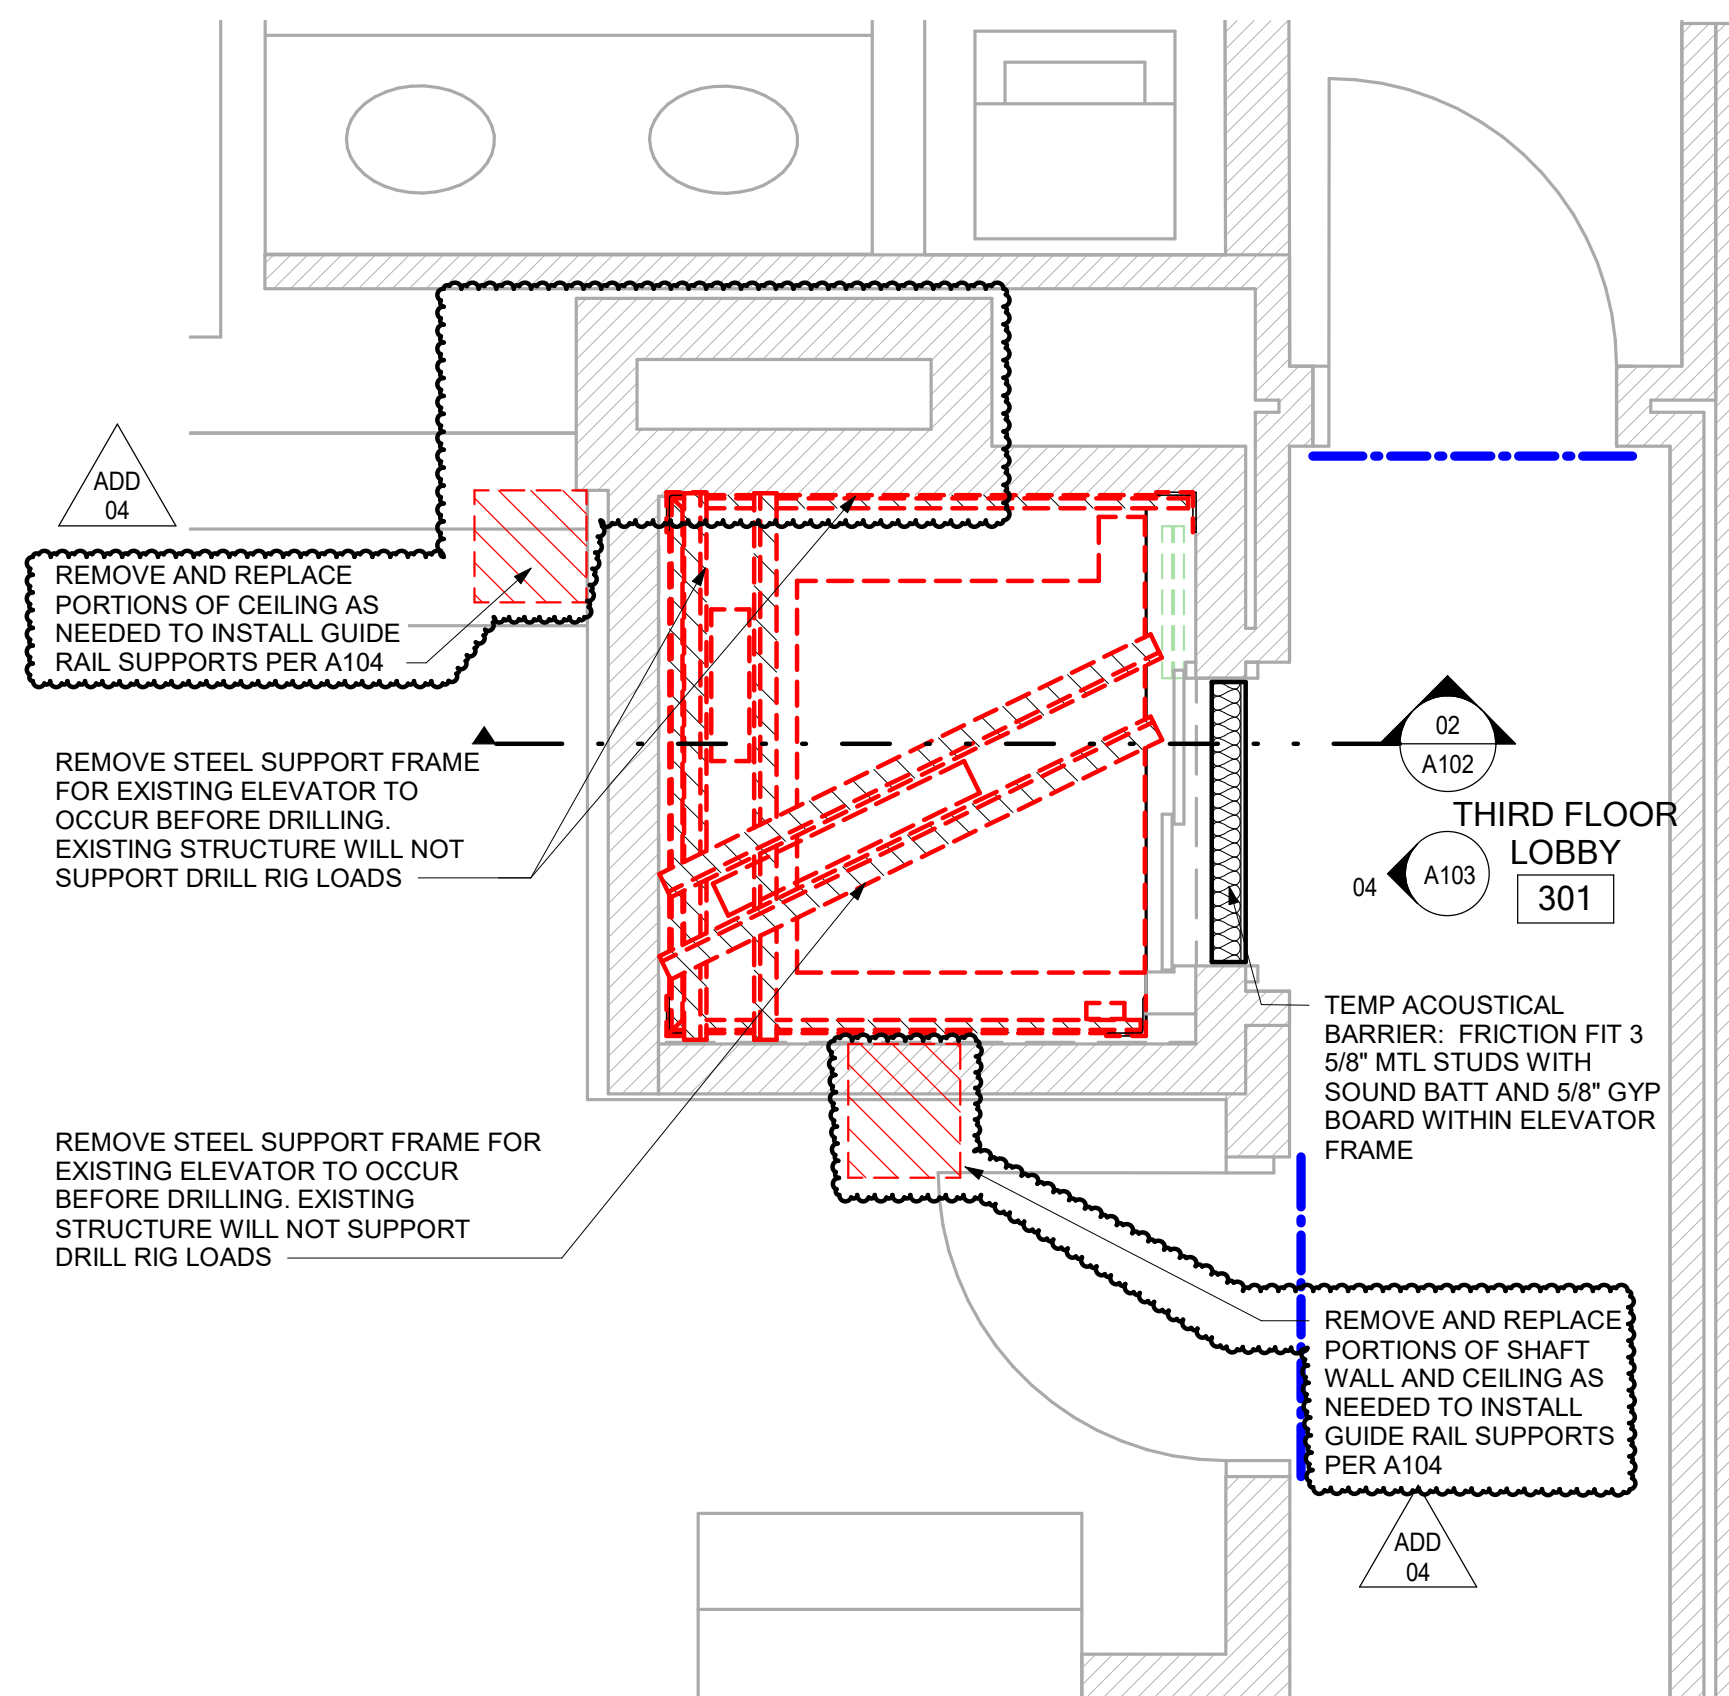 ADD
04
REMOVE AND REPLACE
PORTIONS OF CEILING AS
NEEDED TO INSTALL GUIDE
RAIL SUPPORTS PER A104
REMOVE STEEL SUPPORT FRAME
FOR EXISTING ELEVATOR TO
OCCUR BEFORE DRILLING.
EXISTING STRUCTURE WILL NOT
SUPPORT DRILL RIG LOADS
REMOVE STEEL SUPPORT FRAME FOR
EXISTING ELEVATOR TO OCCUR
BEFORE DRILLING. EXISTING
STRUCTURE WILL NOT SUPPORT
DRILL RIG LOADS
02
A102
THIRD FLOOR
LOBBY
301
04
A103
TEMP ACOUSTICAL
BARRIER: FRICTION FIT 3
5/8" MTL STUDS WITH
SOUND BATT AND 5/8" GYP
BOARD WITHIN ELEVATOR
FRAME
REMOVE AND REPLACE
PORTIONS OF SHAFT
WALL AND CEILING AS
NEEDED TO INSTALL
GUIDE RAIL SUPPORTS
PER A104
ADD
04